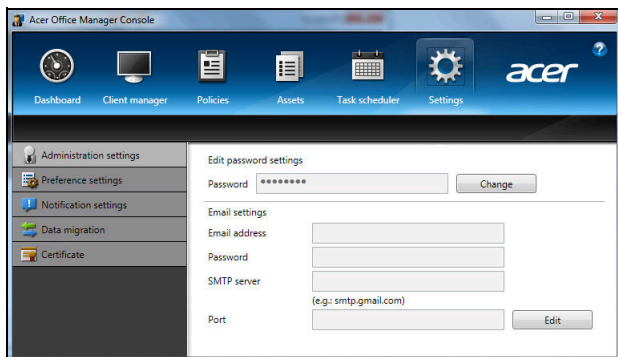 Acer Office Manager Console
Dashboard Client manager Policies Assets Task scheduler Settings
acer
?
Administration settings
Preference settings
Notification settings
Data migration
Certificate
Edit password settings
Password ******** Change
Email settings
Email address
Password
SMTP server
(e.g.: smtp.gmail.com)
Port Edit